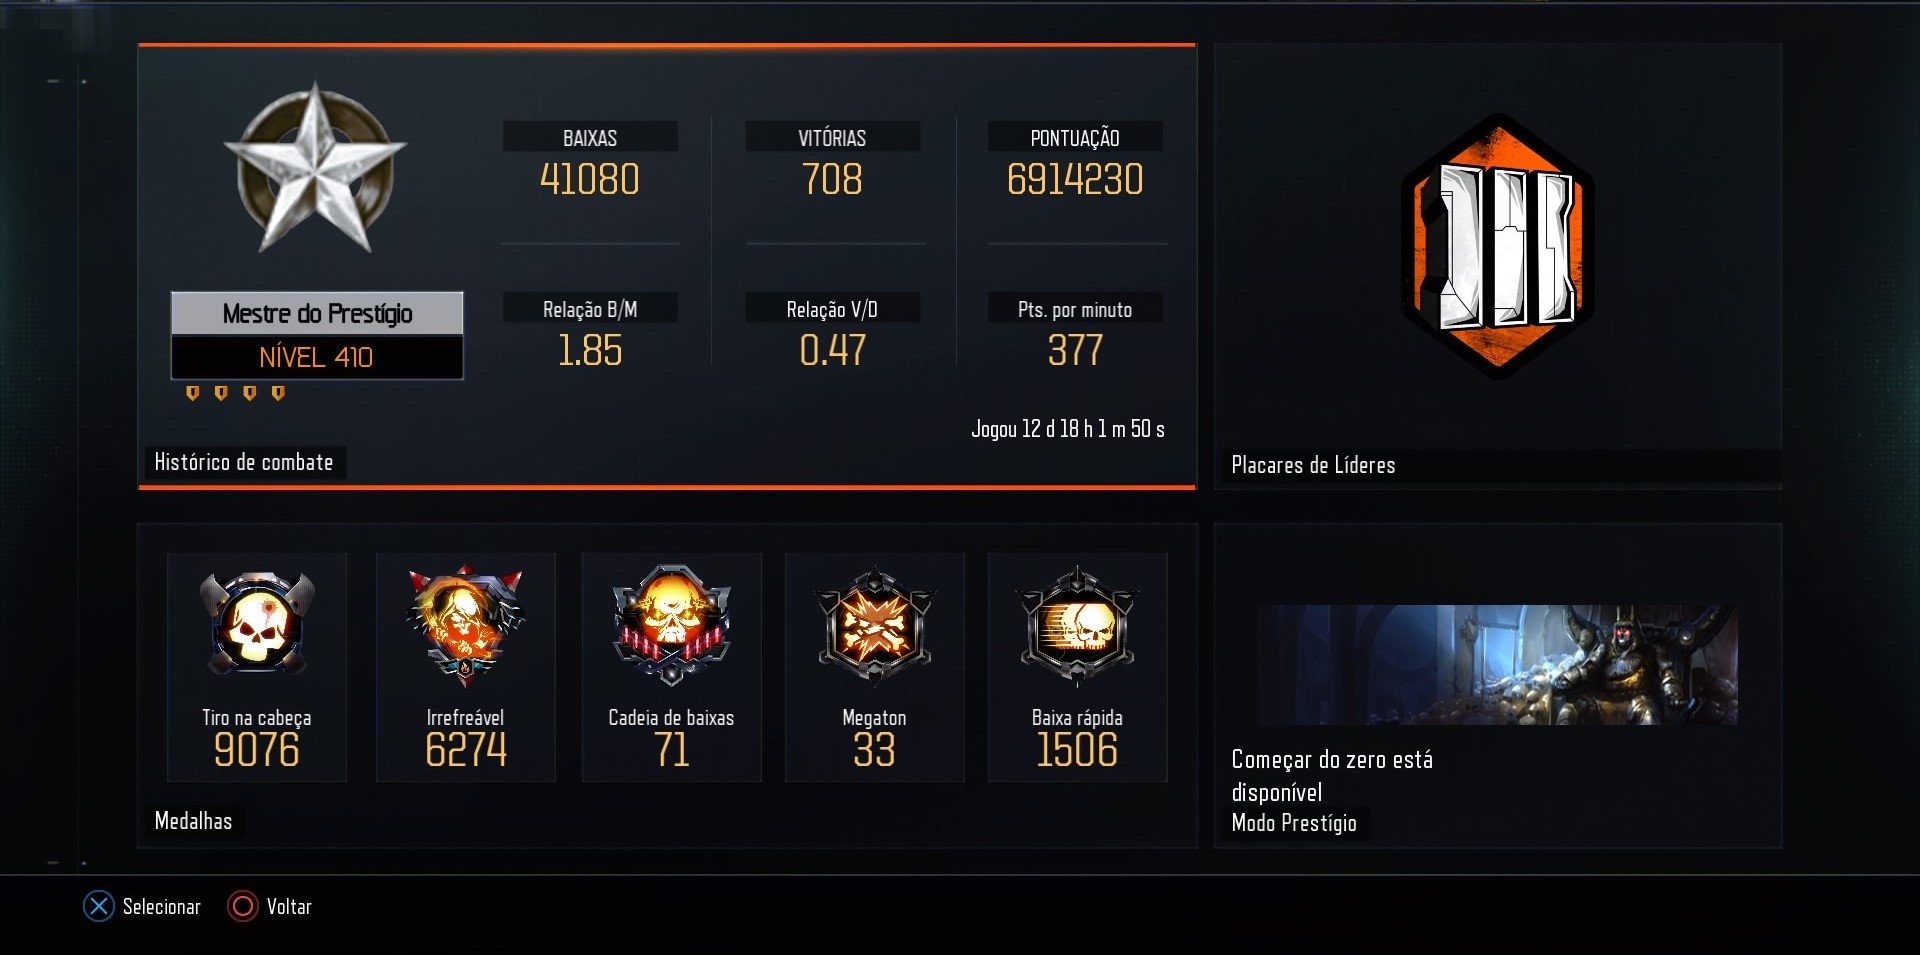 BAIXAS
41080
VITÓRIAS
708
PONTUAÇÃO
6914230
Mestre do Prestígio
NÍVEL 410
Relação B/M
1.85
Relação V/D
0.47
Pts. por minuto
377
Jogou 12 d 18 h 1 m 50 s
Histórico de combate
Placares de Líderes
Tiro na cabeça
9076
Irrefreável
6274
Cadeia de baixas
71
Megaton
33
Baixa rápida
1506
Medalhas
Começar do zero está
disponível
Modo Prestígio
Selecionar
Voltar